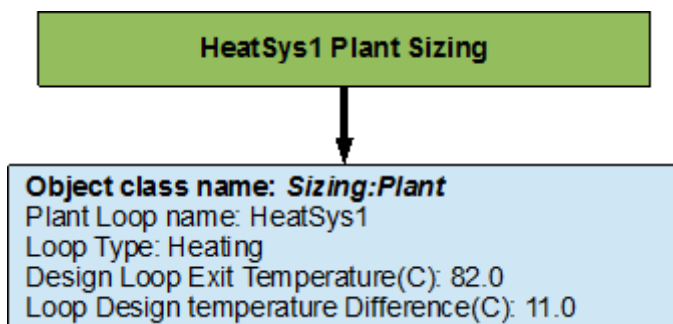 HeatSys1 Plant Sizing
Object class name: Sizing:Plant
Plant Loop name: HeatSys1
Loop Type: Heating
Design Loop Exit Temperature(C): 82.0
Loop Design temperature Difference(C): 11.0